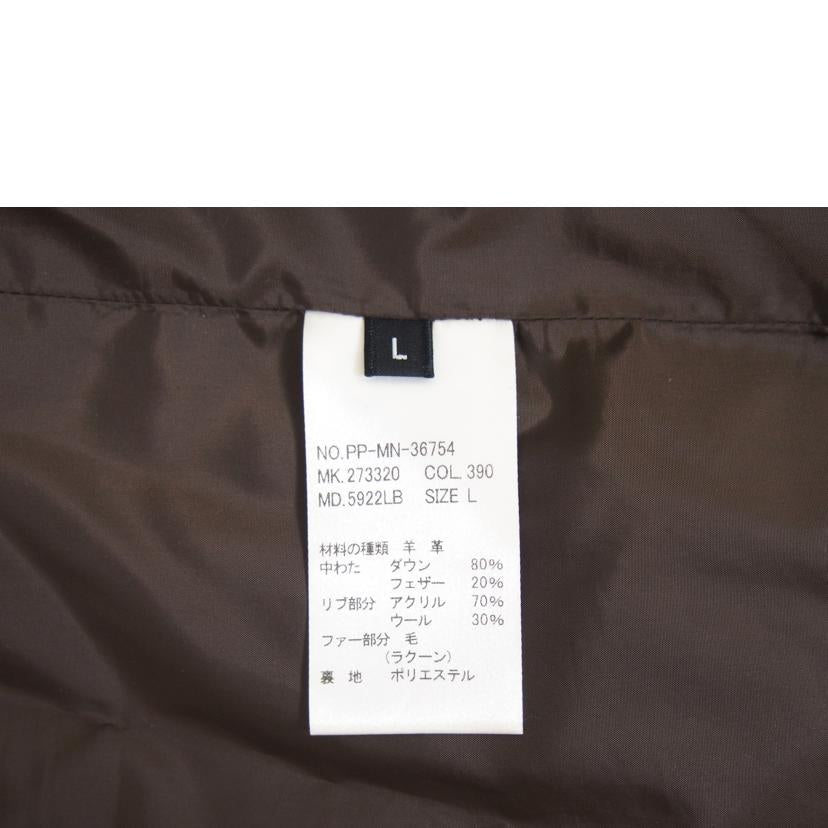 L
NO.PP-MN-36754
MK.273320 COL.390
MD.5922LB SIZE L
材料の種類 羊 革
中わた ダウン 80%
フェザー 20%
リブ部分 アクリル 70%
ウール 30%
ファー部分 毛
(ラクーン)
裏 地 ポリエステル